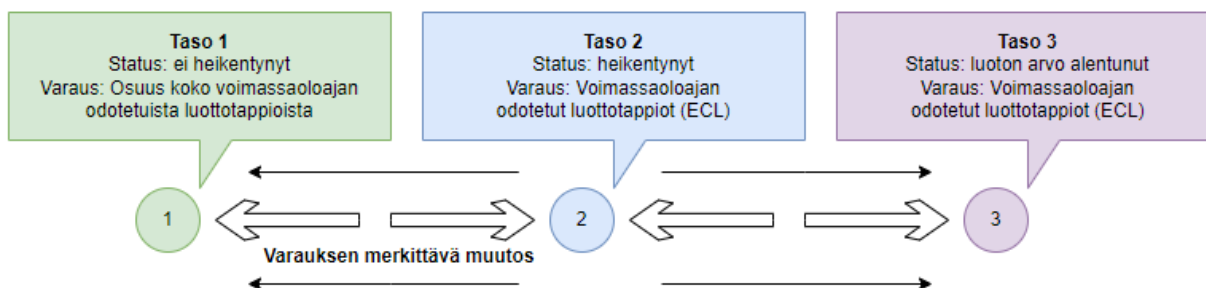 Taso 1
Status: ei heikentynyt
Varaus: Osuus koko voimassaoloajan
odotetuista luottotappioista
Taso 2
Status: heikentynyt
Varaus: Voimassaoloajan
odotetut luottotappiot (ECL)
Taso 3
Status: luoton arvo alentunut
Varaus: Voimassaoloajan
odotetut luottotappiot (ECL)
1
2
3
Varauksen merkittävä muutos